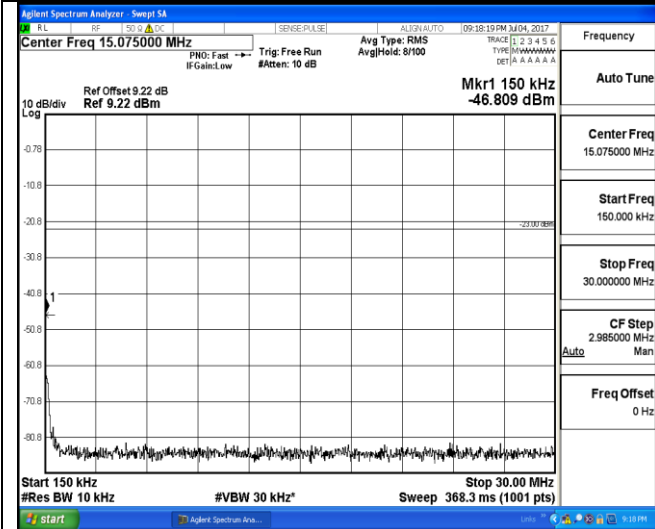 Agilent Spectrum Analyzer - Swept SA
RL RF 50 Ω DC SENSE:PULSE ALIGN AUTO 09:18:19 PM Jul 04, 2017
Center Freq 15.075000 MHz
PNO: Fast
IFGain:Low
Trig: Free Run
#Atten: 10 dB
Avg Type: RMS
Avg|Hold: 8/100
TRACE 1 2 3 4 5 6
TYPE MWWWWW
DET A A A A A A
Frequency
Auto Tune
Mkr1 150 kHz
-46.809 dBm
Ref Offset 9.22 dB
Ref 9.22 dBm
10 dB/div
Log
Center Freq
15.075000 MHz
-0.78
-10.8
Start Freq
150.000 kHz
-20.8
-23.00 dBm
-30.8
Stop Freq
30.000000 MHz
-40.8
1
-50.8
CF Step
2.985000 MHz
Auto Man
-60.8
-70.8
Freq Offset
0 Hz
-80.8
Start 150 kHz
Stop 30.00 MHz
#Res BW 10 kHz
#VBW 30 kHz*
Sweep 368.3 ms (1001 pts)
start
Agilent Spectrum Ana...
Links
9:18 PM